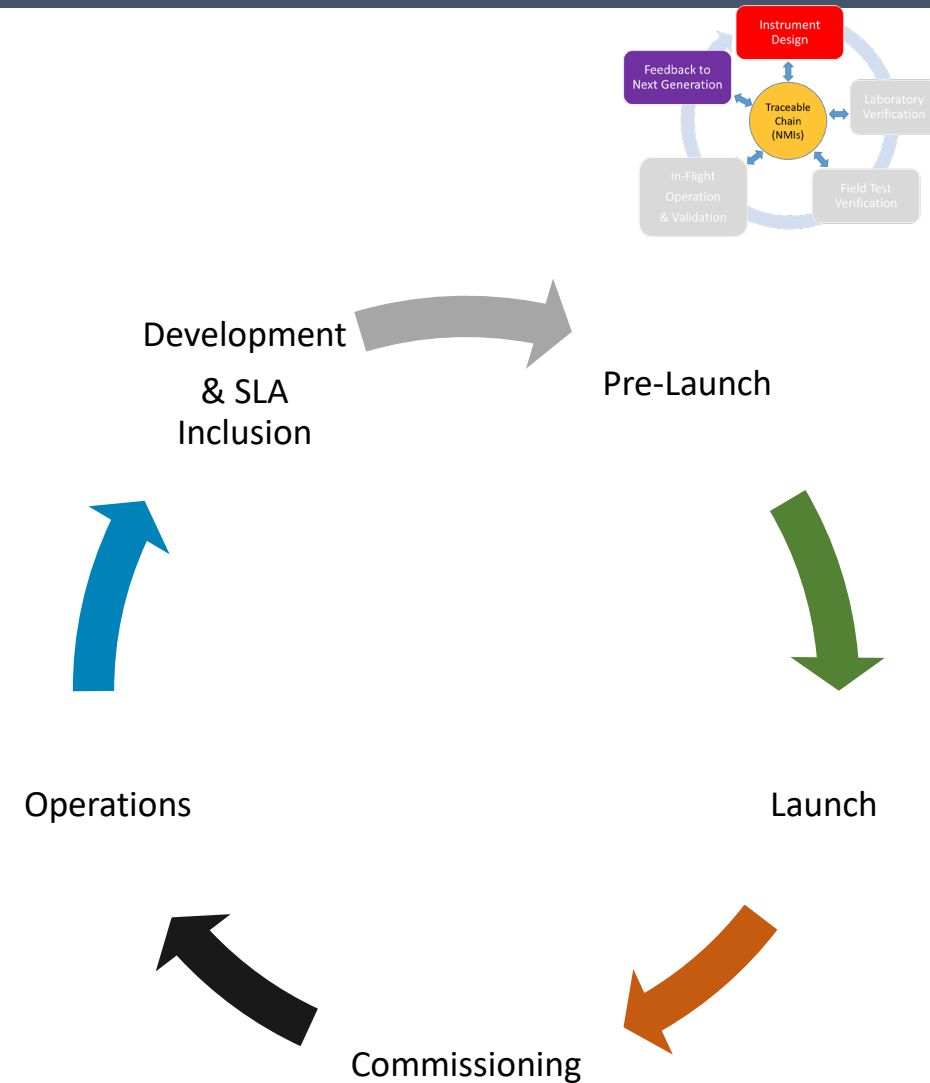 Instrument
Design
Feedback to
Next Generation
Laboratory
Verification
Traceable
Chain
(NMIs)
In-Flight
Operation
& Validation
Field Test
Verification
Development
& SLA
Inclusion
Pre-Launch
Operations
Launch
Commissioning